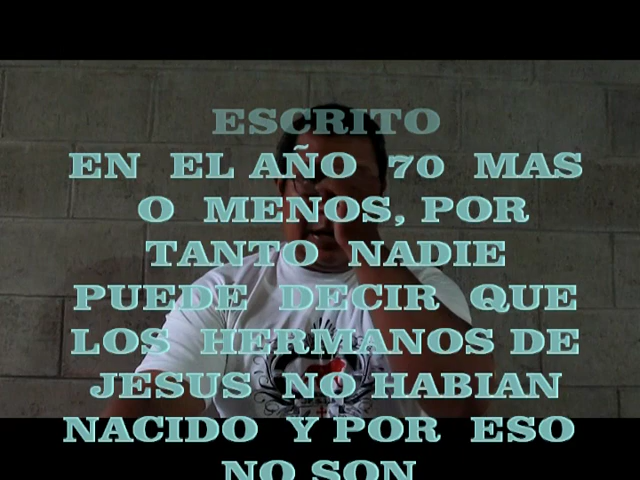 ESCRITO
EN EL AÑO 70 MAS
O MENOS, POR
TANTO NADIE
PUEDE DECIR QUE
LOS HERMANOS DE
JESUS NO HABIAN
NACIDO Y POR ESO
NO SON